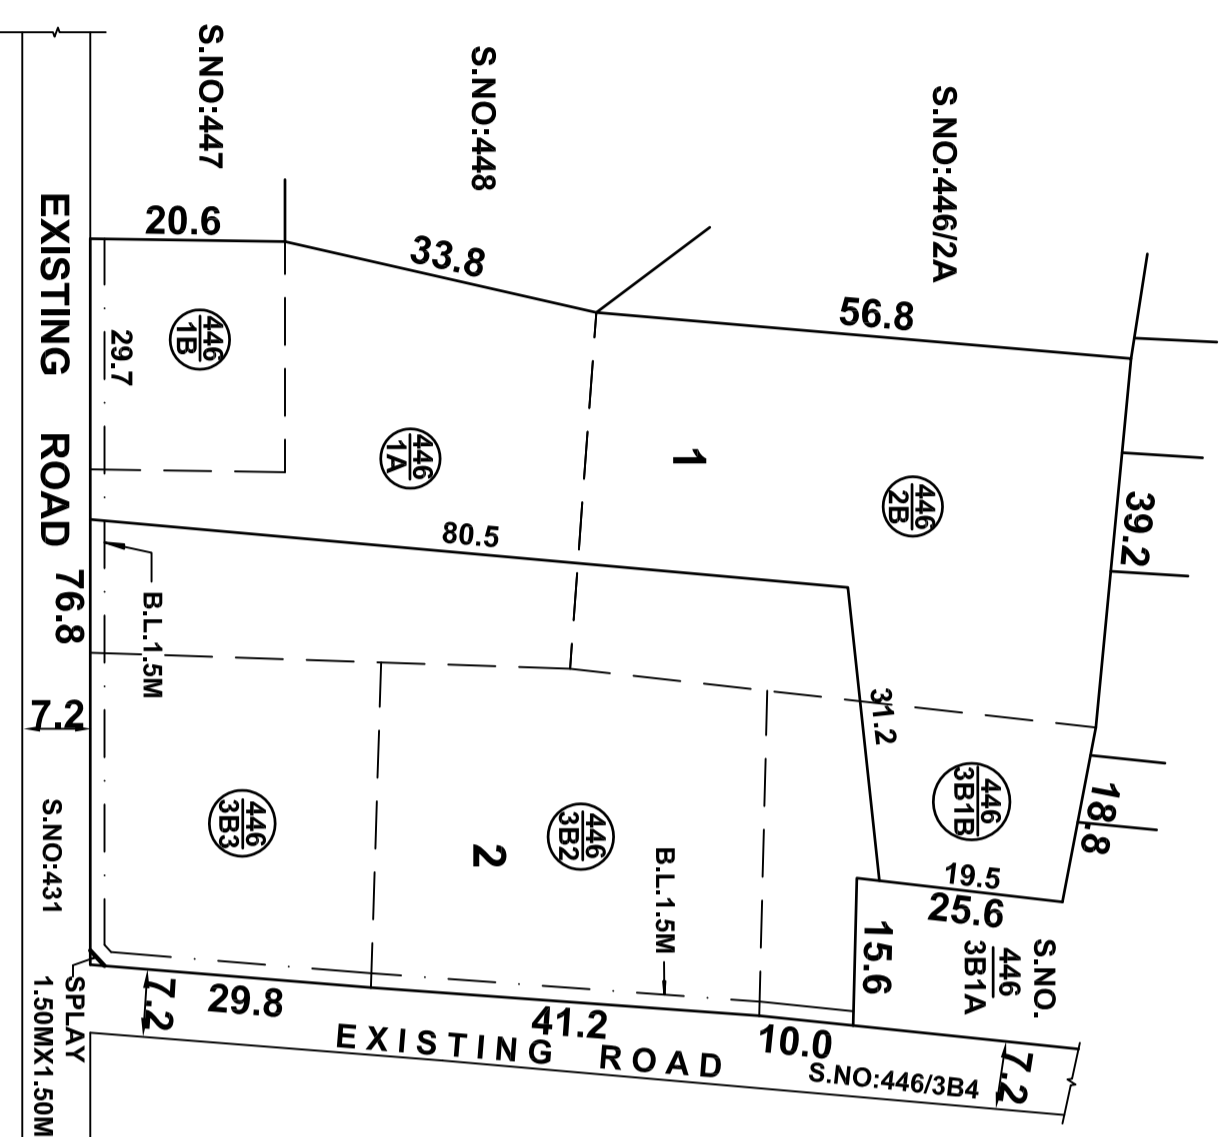 S.NO:447
S.NO:448
S.NO:446/2A
20.6
33.8
56.8
29.7
446
1B
446
1A
1
446
2B
39.2
80.5
EXISTING ROAD
76.8
B.L.1.5M
31.2
18.8
446
3B1B
7.2
446
3B3
2
446
3B2
B.L.1.5M
19.5
25.6
15.6
S.NO.
446
3B1A
S.NO:431
SPLAY
1.50MX1.50M
7.2
29.8
41.2
10.0
EXISTING ROAD
S.NO:446/3B4
7.2